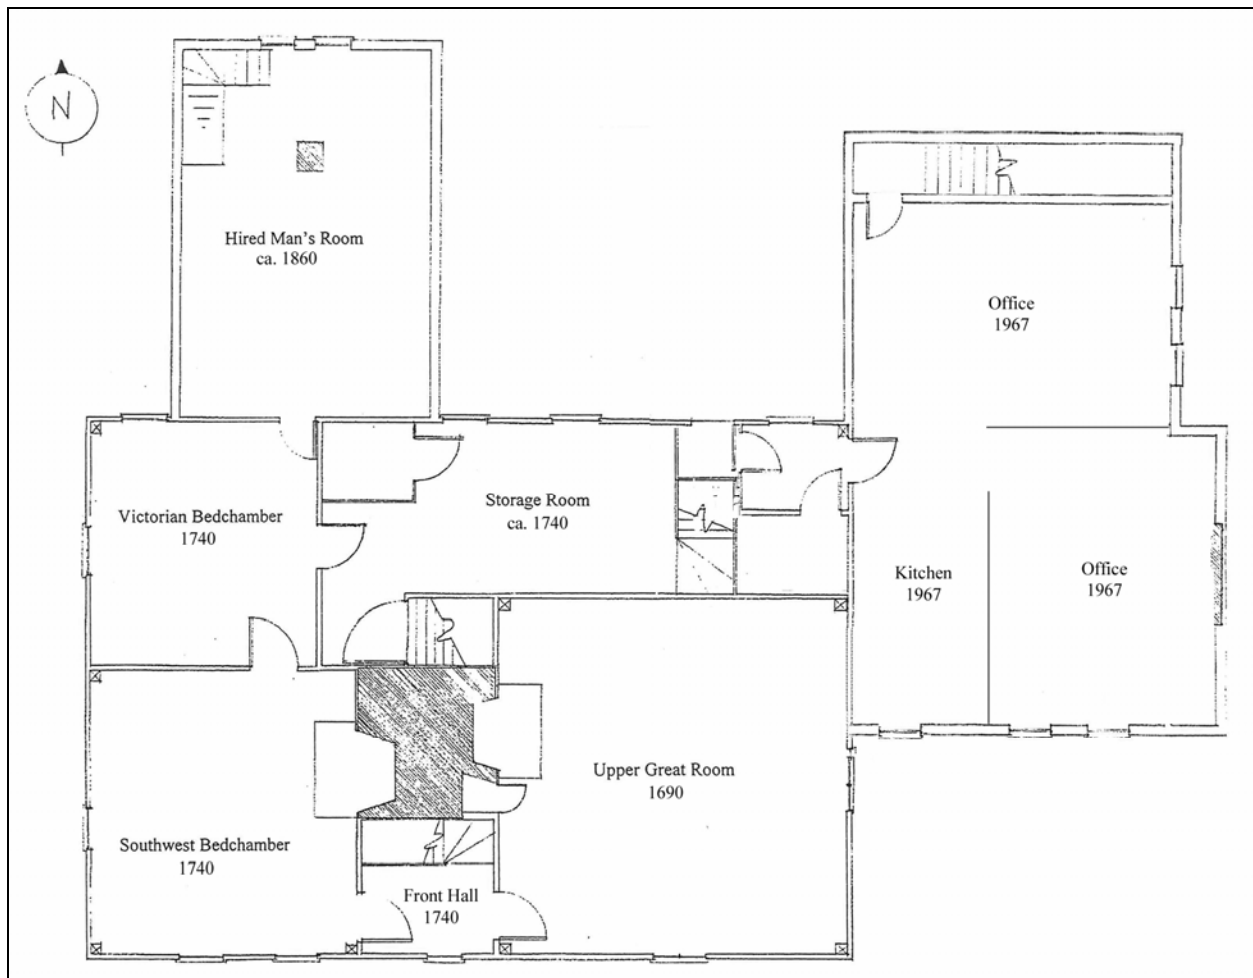 N
Hired Man's Room
ca. 1860
Office
1967
Victorian Bedchamber
1740
Storage Room
ca. 1740
Kitchen
1967
Office
1967
Upper Great Room
1690
Southwest Bedchamber
1740
Front Hall
1740